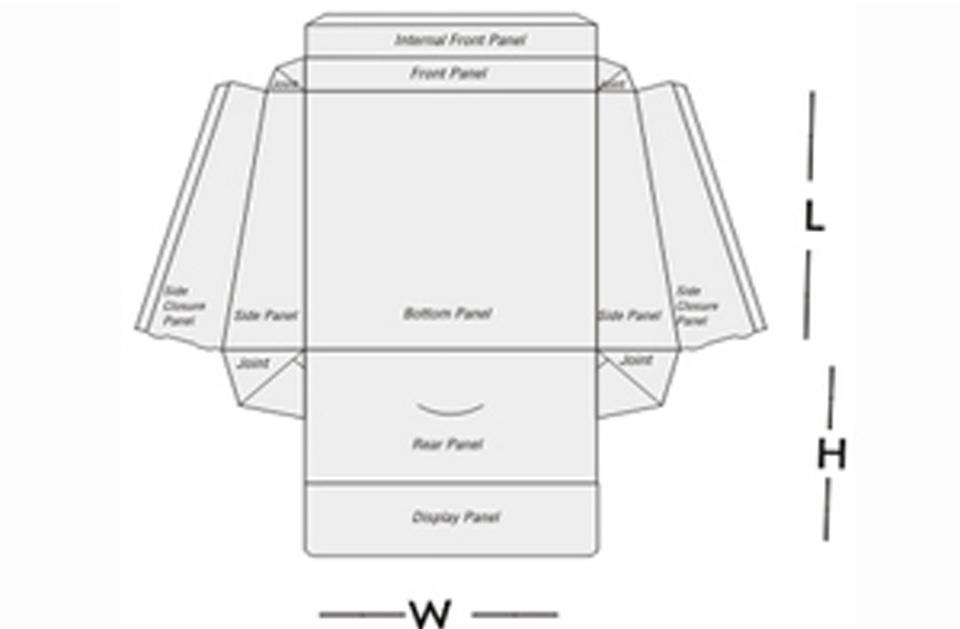 Internal Front Panel
Front Panel
Joint
Joint
L
Side
Closure
Panel
Side Panel
Bottom Panel
Side Panel
Side
Closure
Panel
Joint
Joint
Rear Panel
H
Display Panel
W